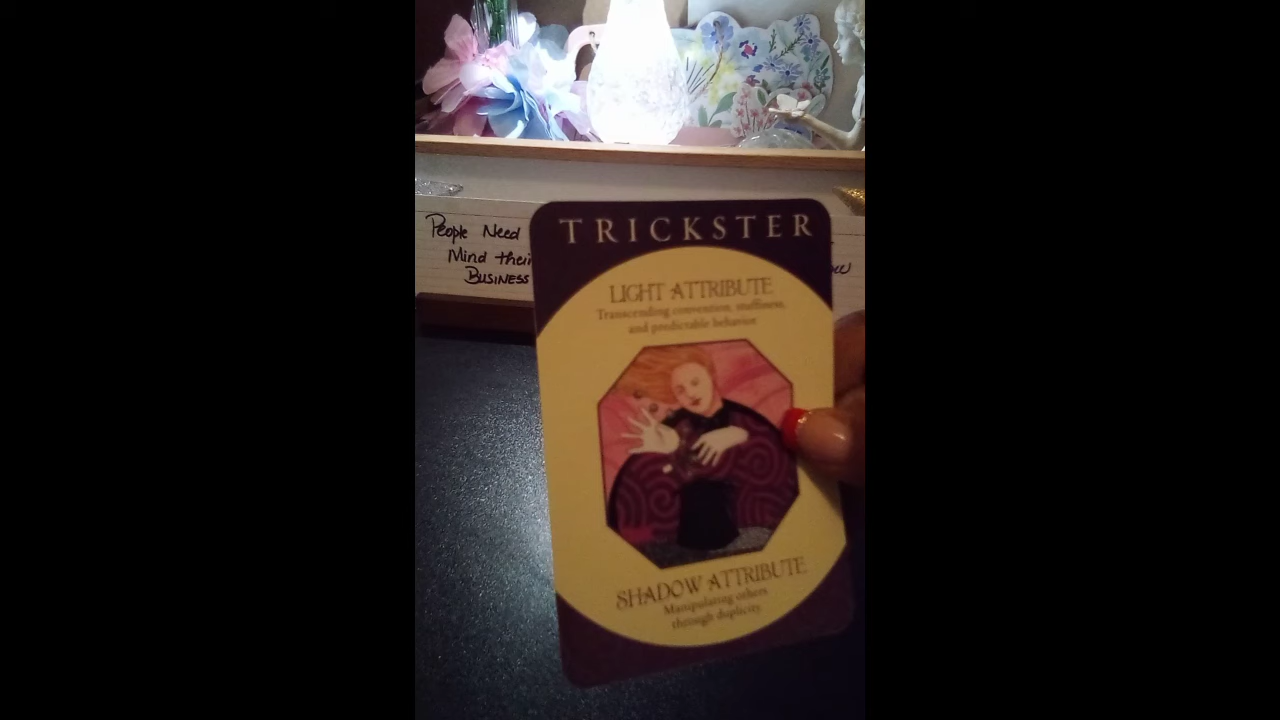 People Need
Mind their
BUSINESS
TRICKSTER
LIGHT ATTRIBUTE
Transcending convention, stuffiness,
and predictable behavior.
SHADOW ATTRIBUTE
Manipulating others
through duplicity.